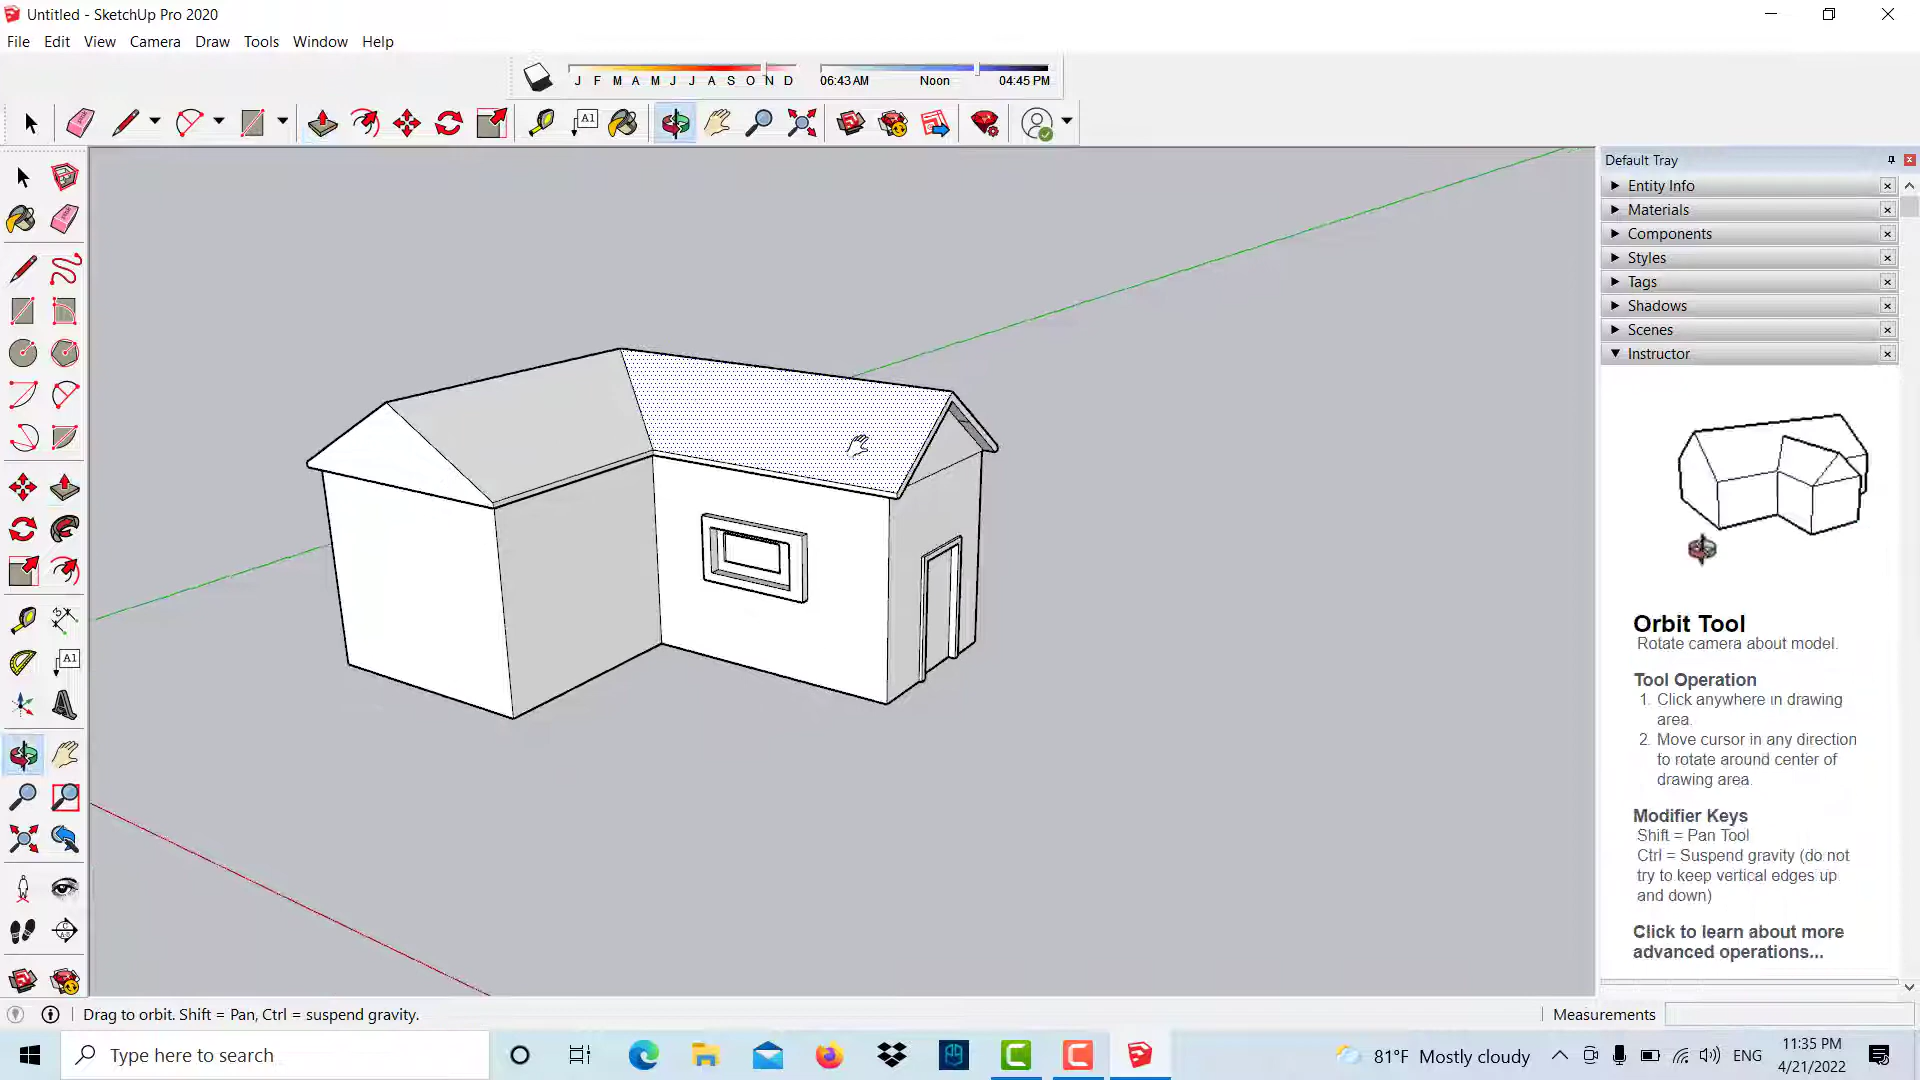 Untitled - SketchUp Pro 2020
File Edit View Camera Draw Tools Window Help
J F M A M J J A S O N D 06:43 AM Noon 04:45 PM
A1
Default Tray
Entity Info
Materials
Components
Styles
Tags
Shadows
Scenes
Instructor
A1
Orbit Tool
Rotate camera about model.
Tool Operation
1. Click anywhere in drawing
area.
2. Move cursor in any direction
to rotate around center of
drawing area.
Modifier Keys
Shift = Pan Tool
Ctrl = Suspend gravity (do not
try to keep vertical edges up
and down)
Click to learn about more
advanced operations...
Drag to orbit. Shift = Pan, Ctrl = suspend gravity.
Measurements
Type here to search
81°F Mostly cloudy
ENG
11:35 PM
4/21/2022